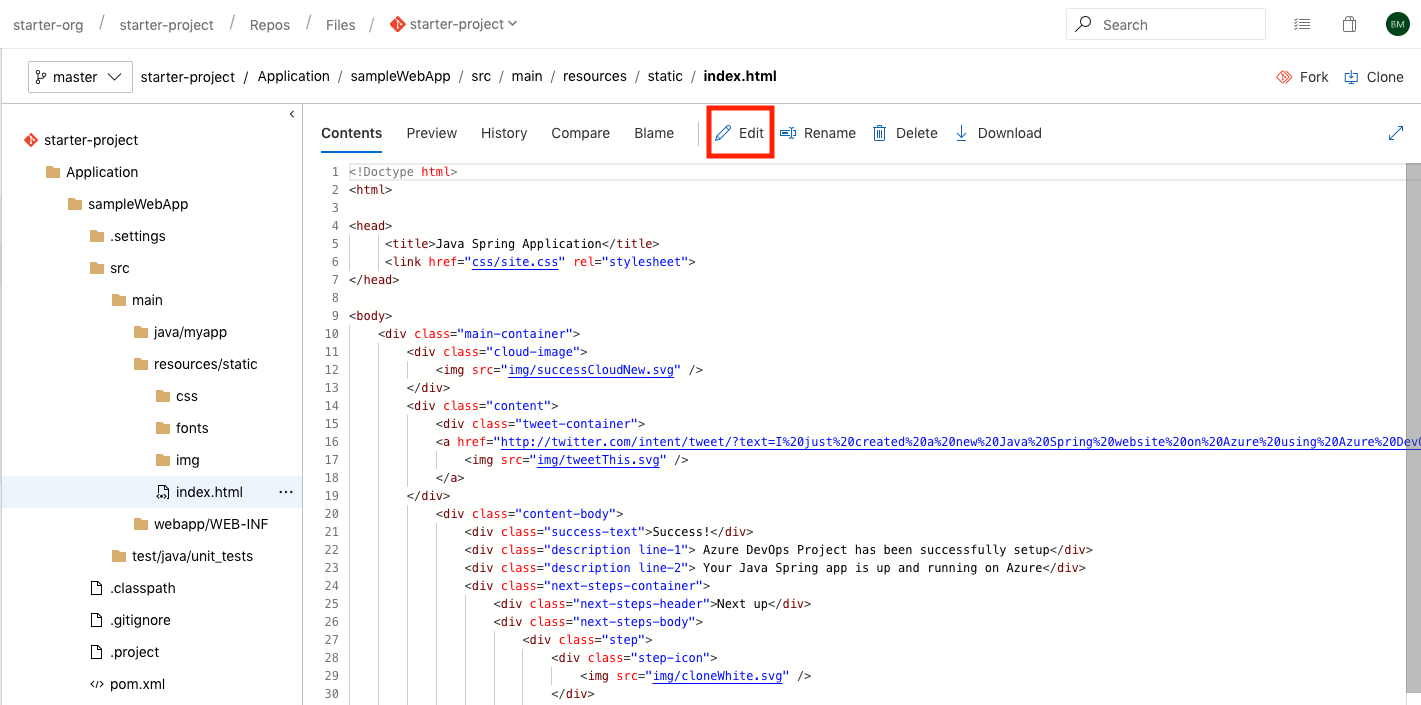 starter-org / starter-project / Repos / Files / starter-project Search BM
master starter-project / Application / sampleWebApp / src / main / resources / static / index.html Fork Clone
starter-project
Application
sampleWebApp
.settings
src
main
java/myapp
resources/static
css
fonts
img
index.html ...
webapp/WEB-INF
test/java/unit_tests
.classpath
.gitignore
.project
pom.xml
Contents Preview History Compare Blame Edit Rename Delete Download
1 <!Doctype html>
2 <html>
3
4 <head>
5 <title>Java Spring Application</title>
6 <link href="css/site.css" rel="stylesheet">
7 </head>
8
9 <body>
10 <div class="main-container">
11 <div class="cloud-image">
12 <img src="img/successCloudNew.svg" />
13 </div>
14 <div class="content">
15 <div class="tweet-container">
16 <a href="http://twitter.com/intent/tweet/?text=I%20just%20created%20a%20new%20Java%20Spring%20website%20on%20Azure%20using%20Azure%20DevO
17 <img src="img/tweetThis.svg" />
18 </a>
19 </div>
20 <div class="content-body">
21 <div class="success-text">Success!</div>
22 <div class="description line-1"> Azure DevOps Project has been successfully setup</div>
23 <div class="description line-2"> Your Java Spring app is up and running on Azure</div>
24 <div class="next-steps-container">
25 <div class="next-steps-header">Next up</div>
26 <div class="next-steps-body">
27 <div class="step">
28 <div class="step-icon">
29 <img src="img/cloneWhite.svg" />
30 </div>